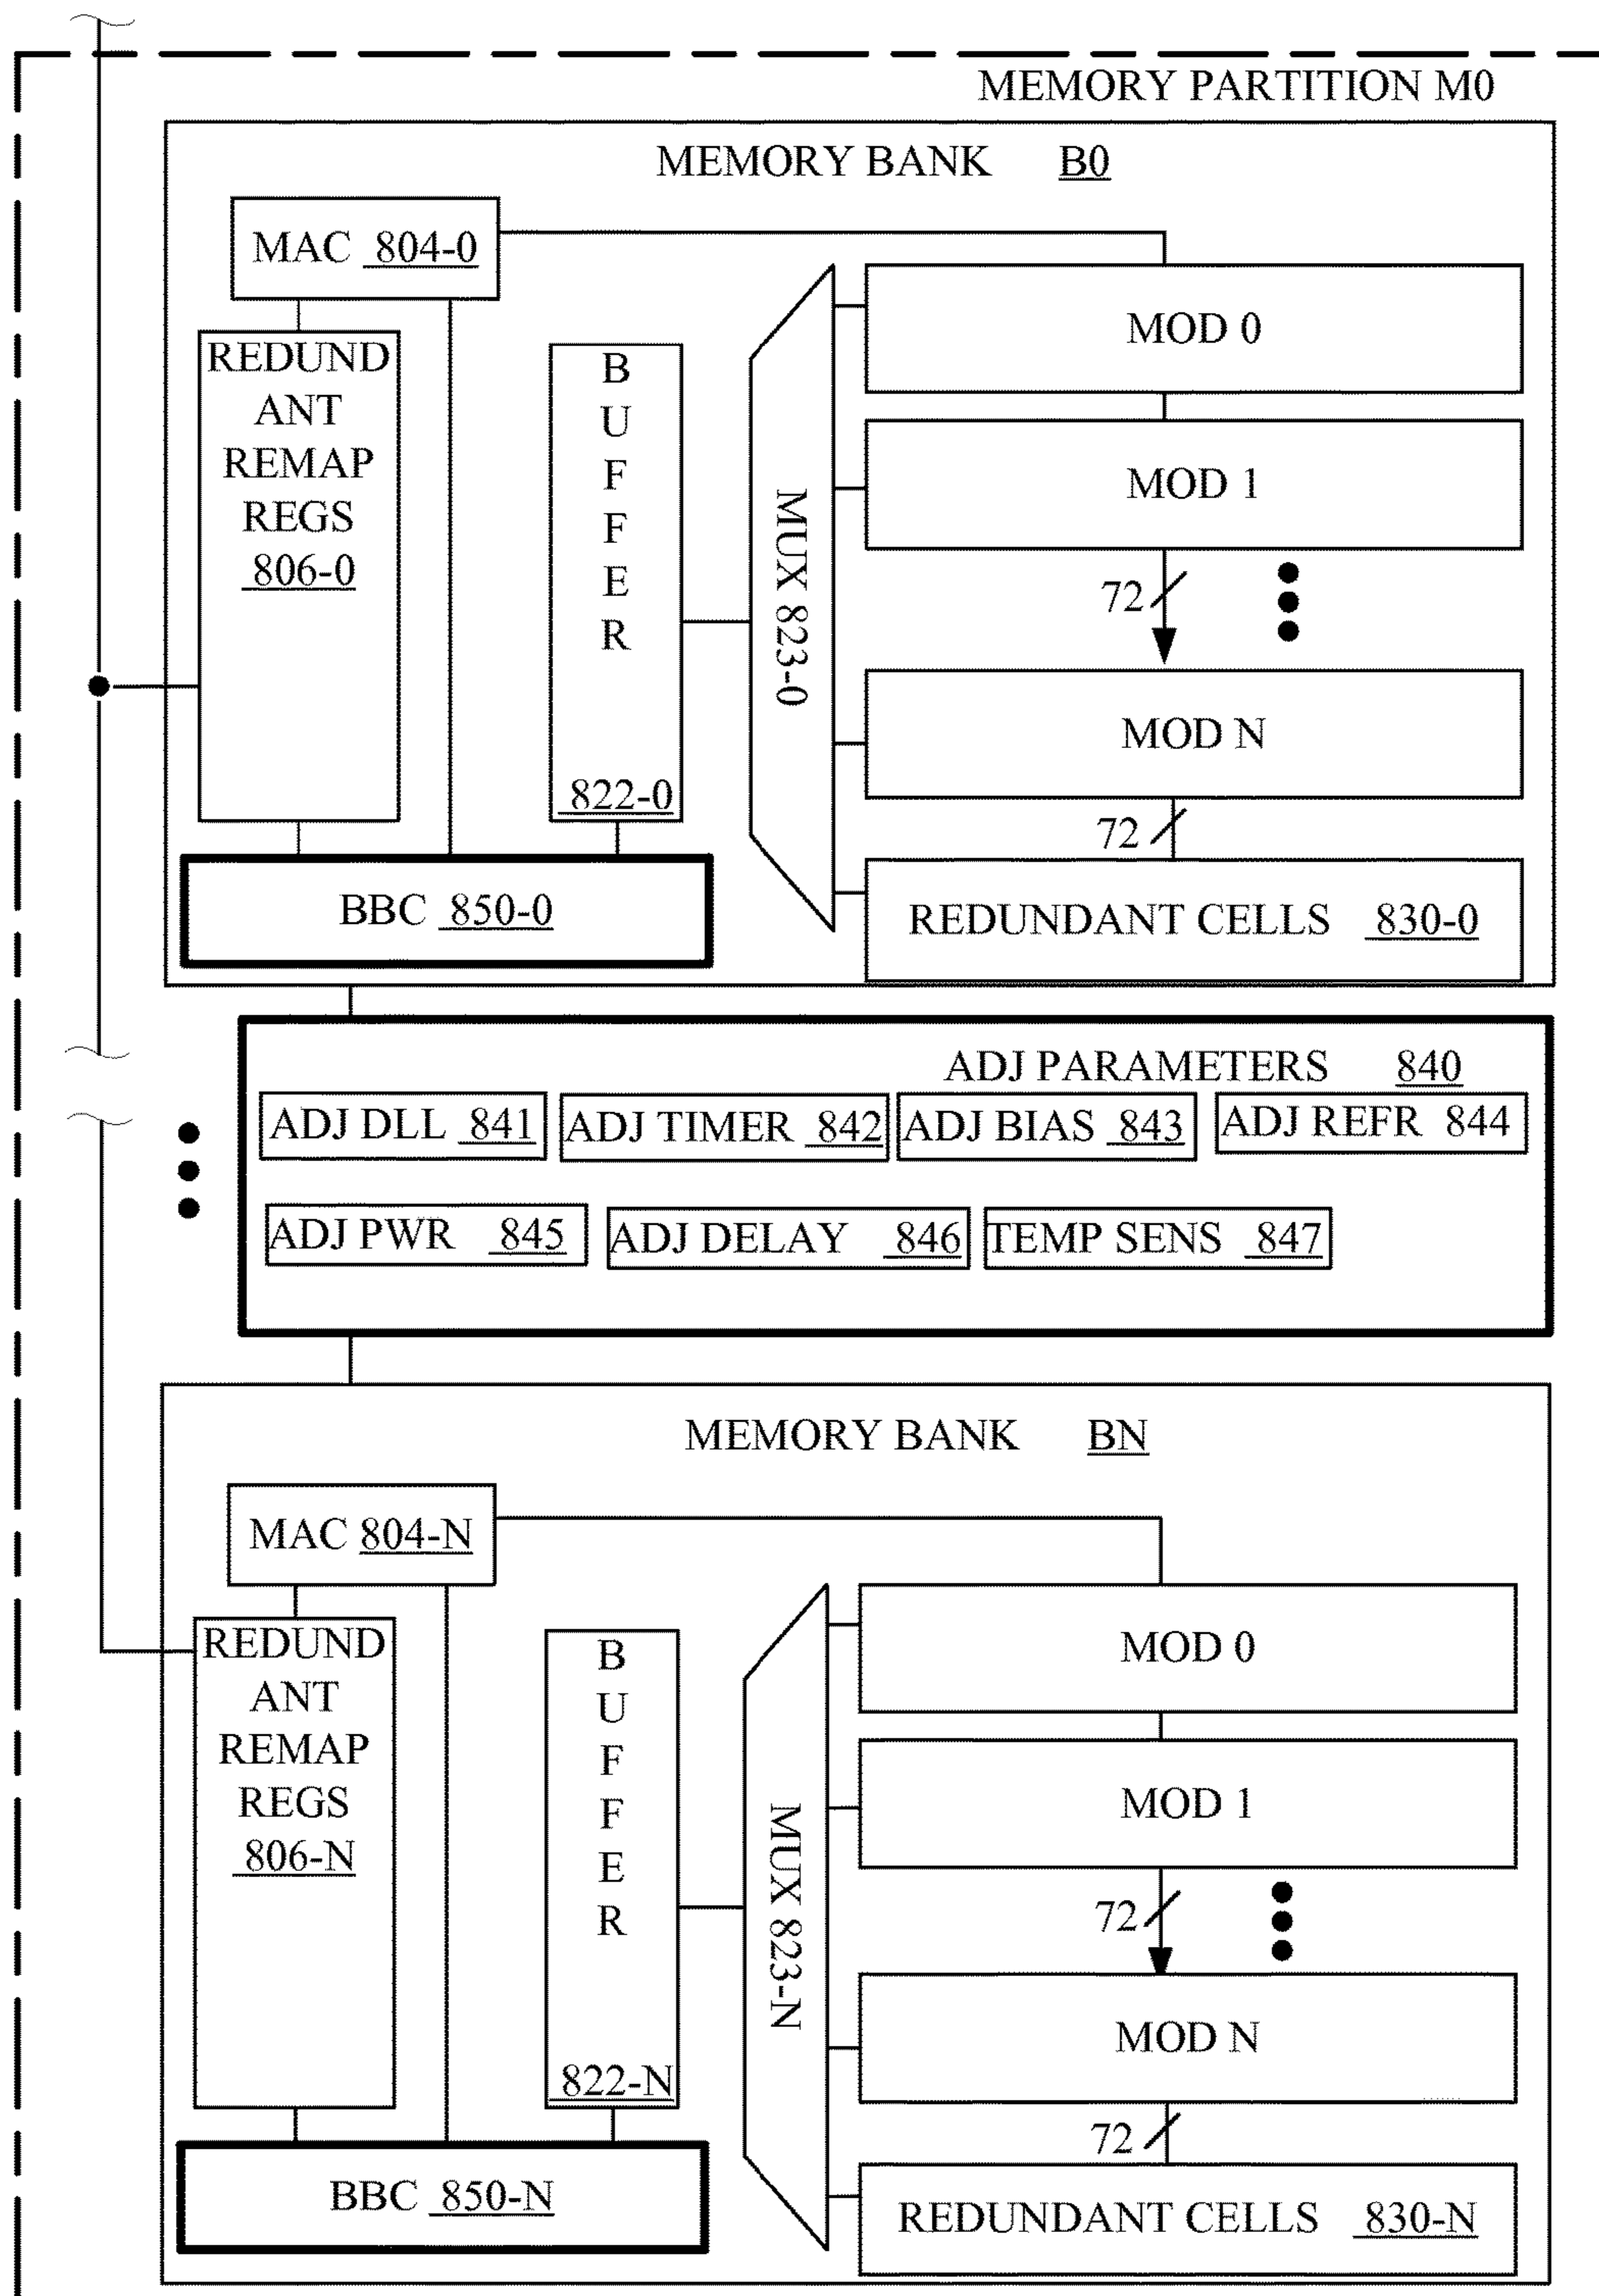 MEMORY PARTITION M0
MEMORY BANK B0
MAC 804-0
REDUND
ANT
REMAP
REGS
806-0
B
U
F
F
E
R
822-0
MUX 823-0
MOD 0
MOD 1
72
MOD N
72
REDUNDANT CELLS 830-0
BBC 850-0
ADJ PARAMETERS 840
ADJ DLL 841
ADJ TIMER 842
ADJ BIAS 843
ADJ REFR 844
ADJ PWR 845
ADJ DELAY 846
TEMP SENS 847
MEMORY BANK BN
MAC 804-N
REDUND
ANT
REMAP
REGS
806-N
B
U
F
F
E
R
822-N
MUX 823-N
MOD 0
MOD 1
72
MOD N
72
REDUNDANT CELLS 830-N
BBC 850-N